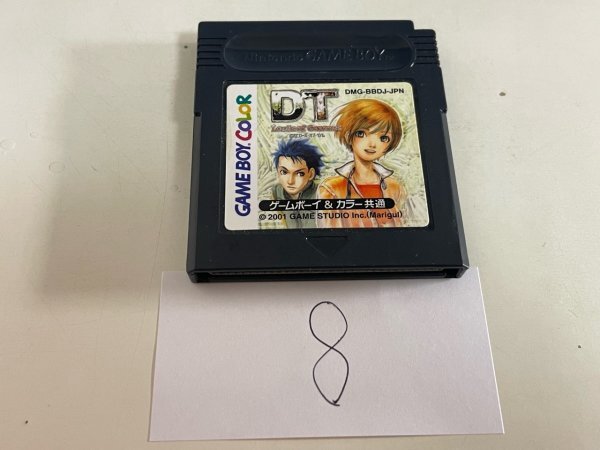 Nintendo GAME BOY
GAME BOY COLOR
DMG-BBDJ-JPN
DT
Lords of Genomes
ゲームボーイ & カラー 共通
© 2001 GAME STUDIO Inc.(Marigul)
8